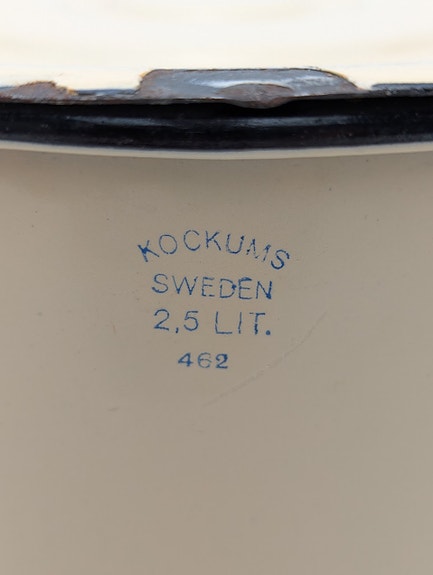 KOCKUMS
SWEDEN
2,5 LIT.
462